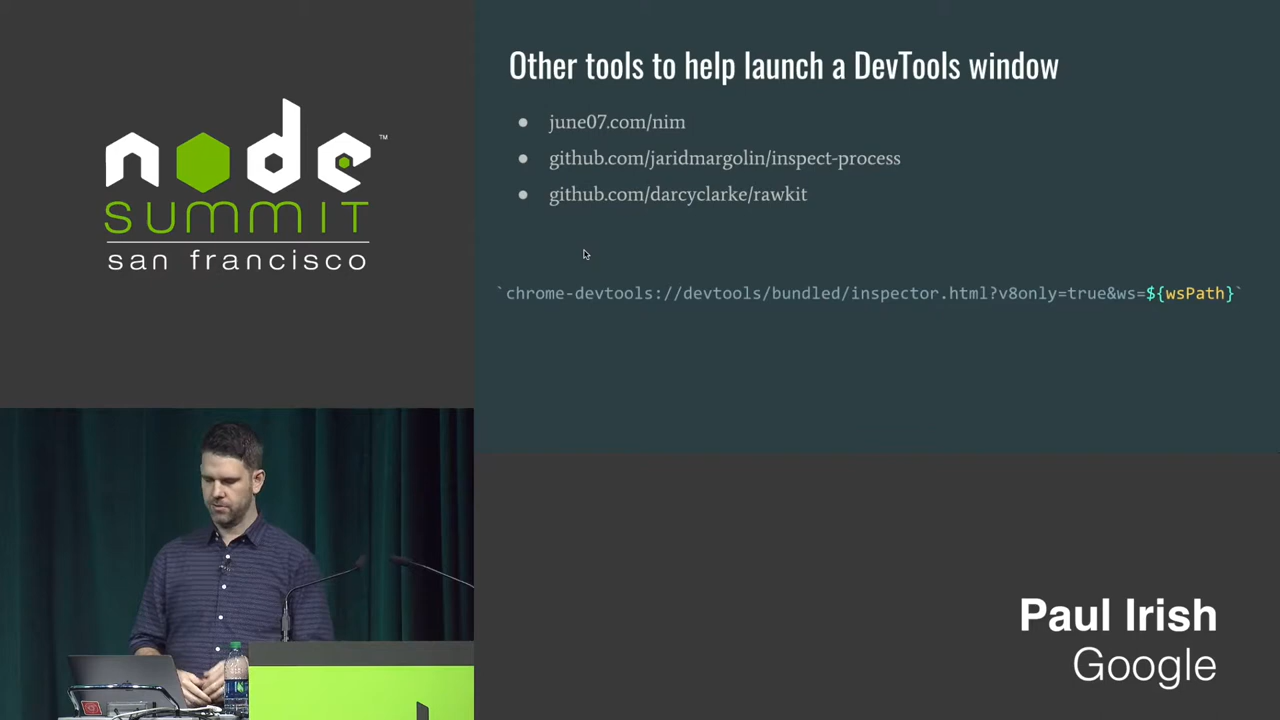 node™
SUMMIT
san francisco
Other tools to help launch a DevTools window
● june07.com/nim
● github.com/jaridmargolin/inspect-process
● github.com/darcyclarke/rawkit
`chrome-devtools://devtools/bundled/inspector.html?v8only=true&ws=${wsPath}`
Paul Irish
Google